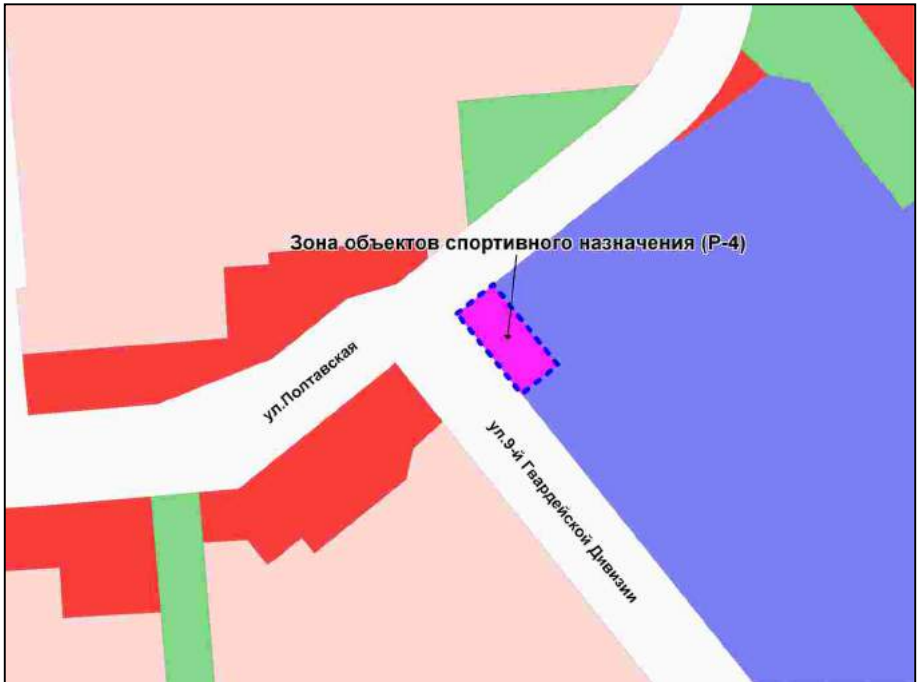 Зона объектов спортивного назначения (Р-4)
ул.Полтавская
ул.9-й Гвардейской Дивизии